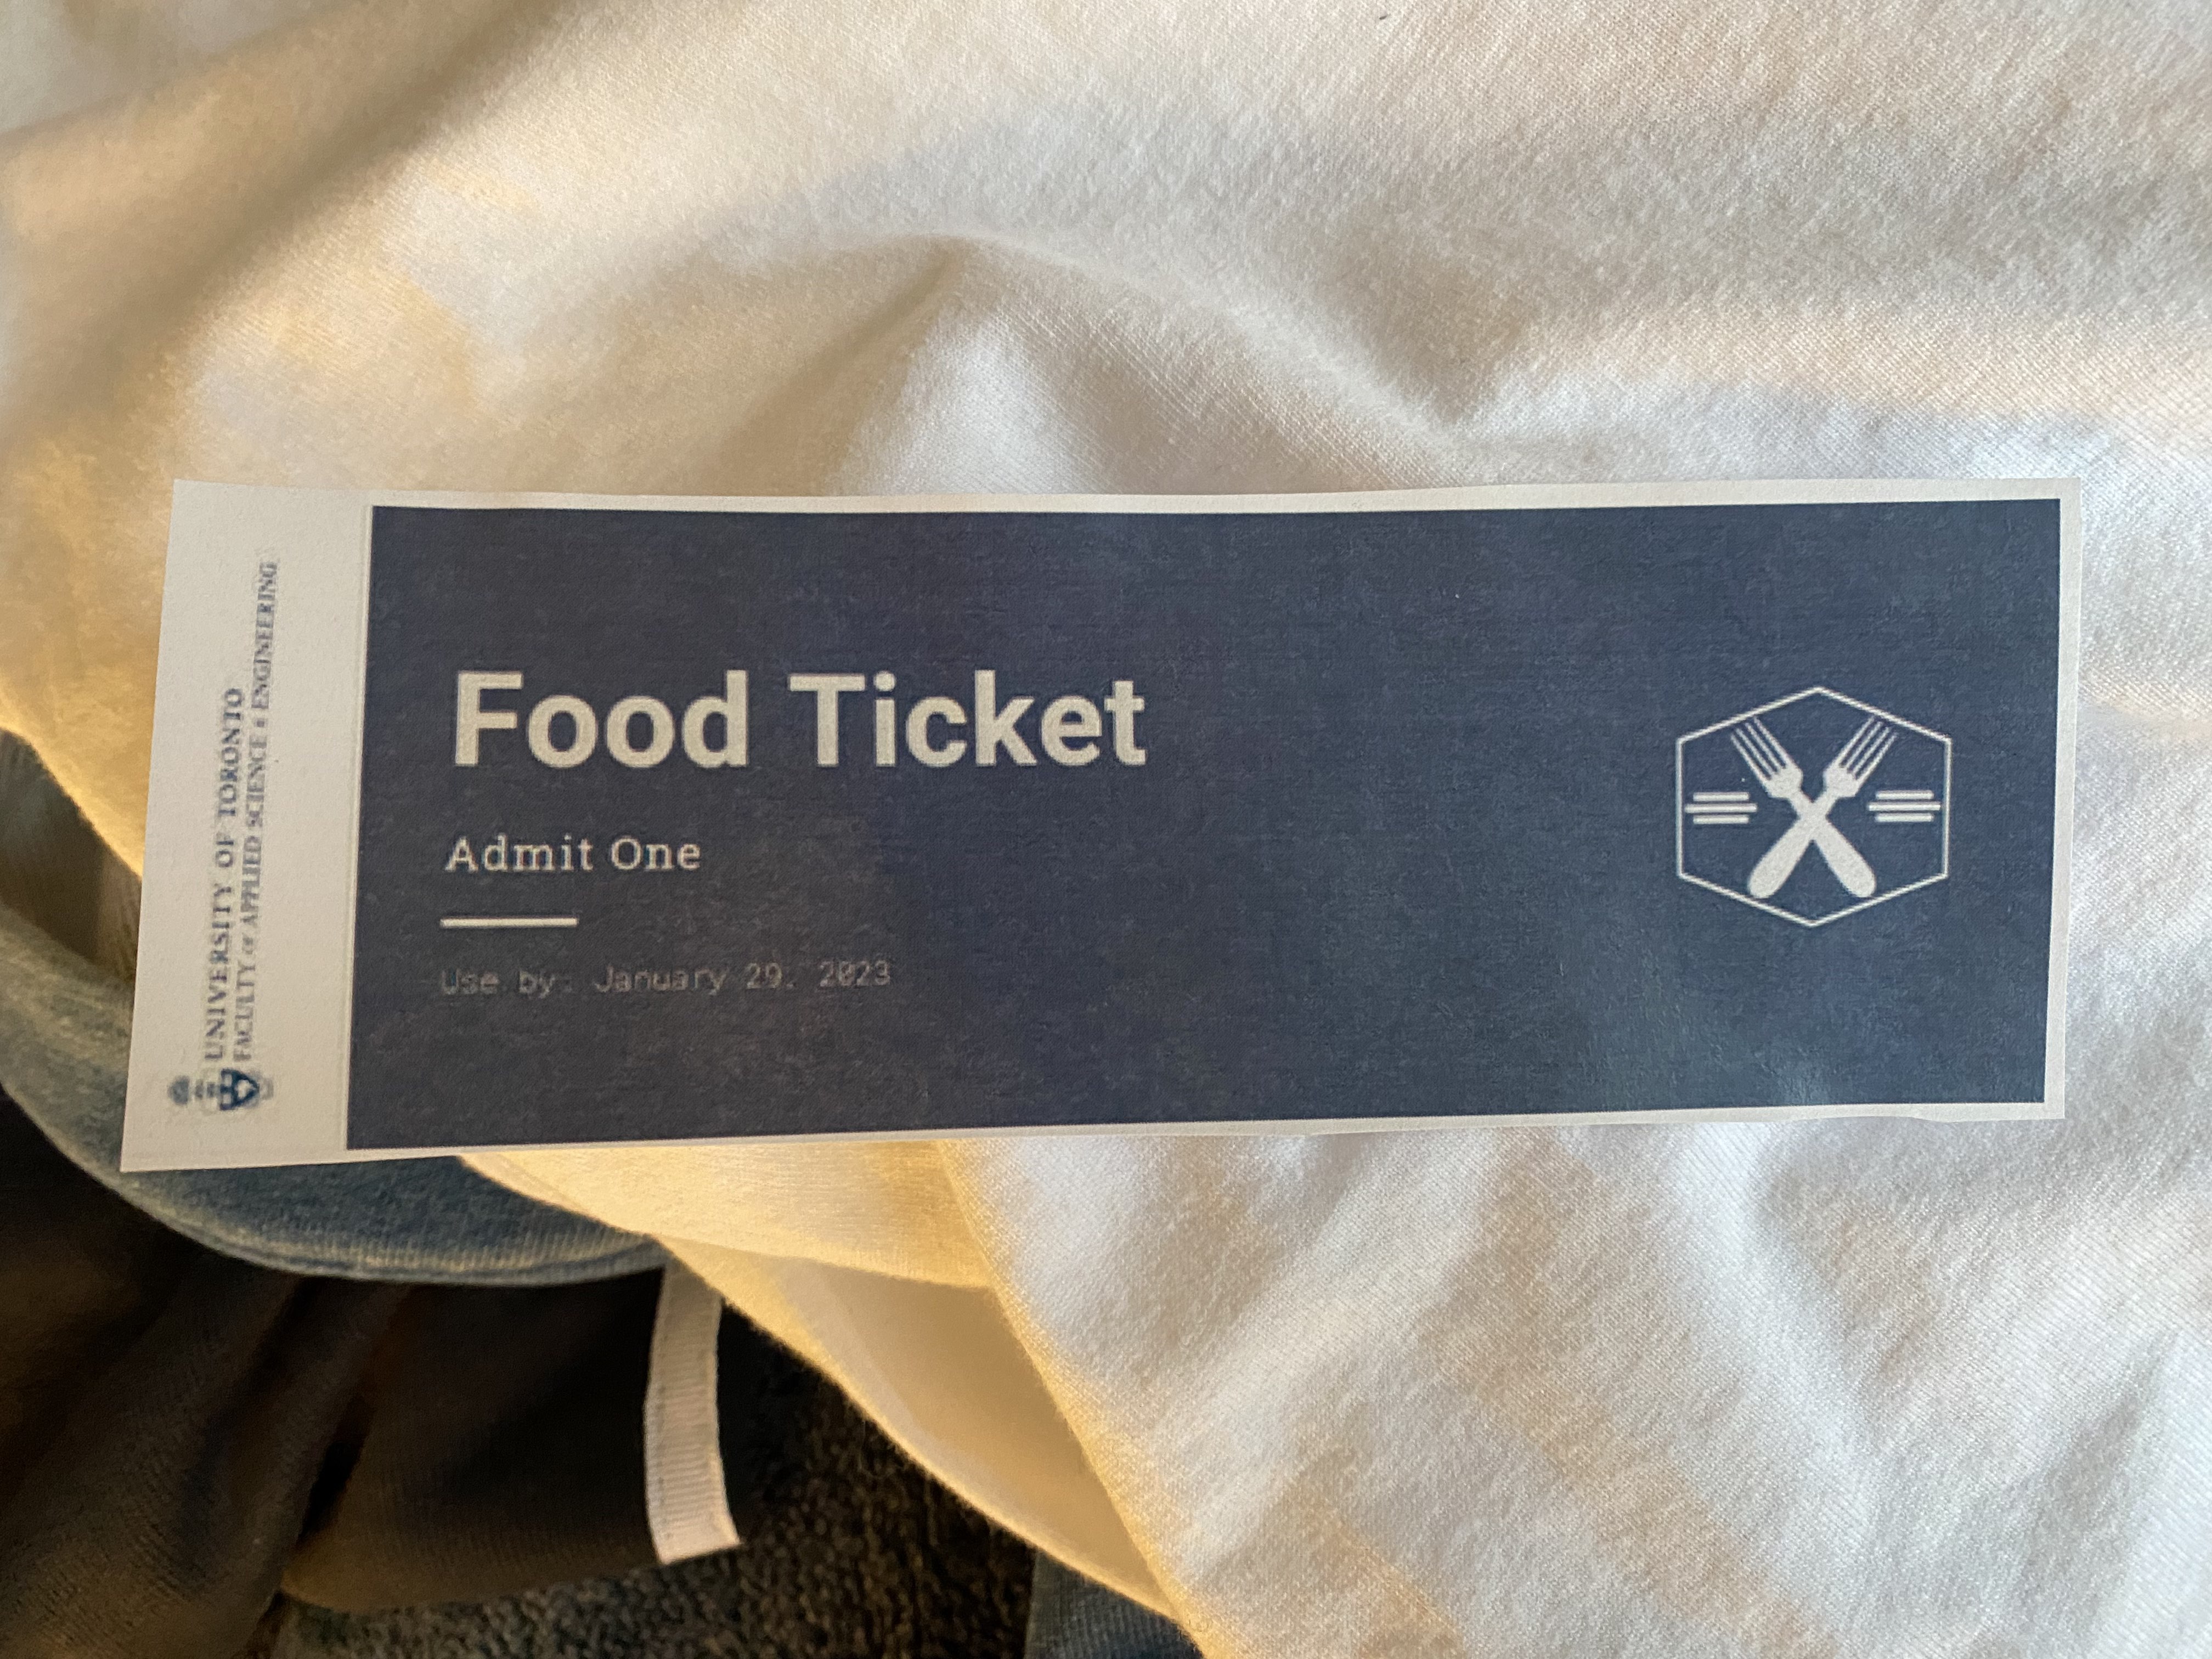 UNIVERSITY OF TORONTO
FACULTY OF APPLIED SCIENCE & ENGINEERING
Food Ticket
Admit One
Use by: January 29, 2023